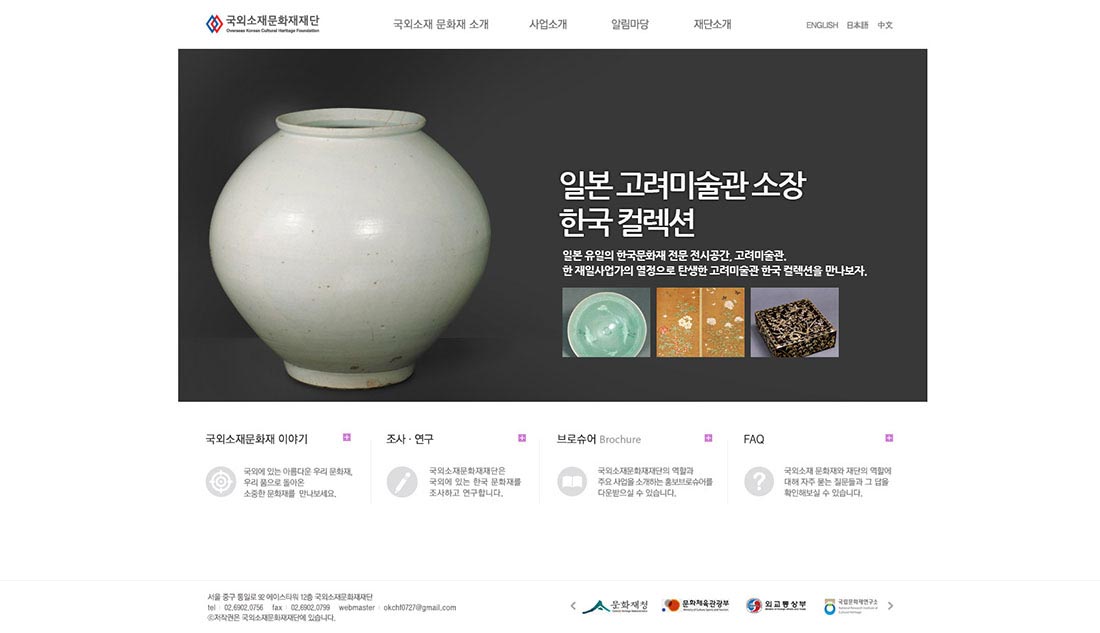 국외소재문화재재단
Overseas Korean Cultural Heritage Foundation
국외소재 문화재 소개 사업소개 알림마당 재단소개
ENGLISH 日本語 中文
일본 고려미술관 소장
한국 컬렉션
일본 유일의 한국문화재 전문 전시공간, 고려미술관.
한 재일사업가의 열정으로 탄생한 고려미술관 한국 컬렉션을 만나보자.
국외소재문화재 이야기
국외에 있는 아름다운 우리 문화재,
우리 품으로 돌아온
소중한 문화재를 만나보세요.
조사 · 연구
국외소재문화재재단은
국외에 있는 한국 문화재를
조사하고 연구합니다.
브로슈어 Brochure
국외소재문화재재단의 역할과
주요 사업을 소개하는 홍보브로슈어를
다운받으실 수 있습니다.
FAQ
국외소재 문화재와 재단의 역할에
대해 자주 묻는 질문들과 그 답을
확인해보실 수 있습니다.
서울 중구 통일로 92 에이스타워 12층 국외소재문화재재단
tel : 02.6902.0756 fax : 02.6902.0799 webmaster : okchf0727@gmail.com
ⓒ저작권은 국외소재문화재재단에 있습니다.
문화재청
문화체육관광부
외교통상부
국립문화재연구소